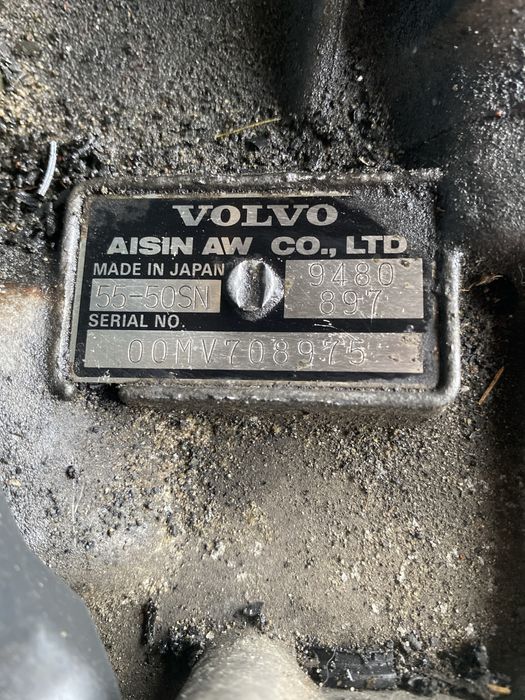 VOLVO
AISIN AW CO., LTD
MADE IN JAPAN
55-50SN
9480
897
SERIAL NO.
00MV708975